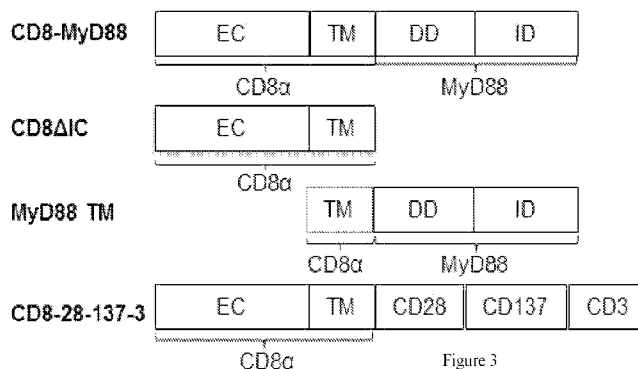 CD8-MyD88 EC TM DD ID
CD8α MyD88
CD8ΔIC EC TM
CD8α
MyD88 TM TM DD ID
CD8α MyD88
CD8-28-137-3 EC TM CD28 CD137 CD3
CD8α Figure 3